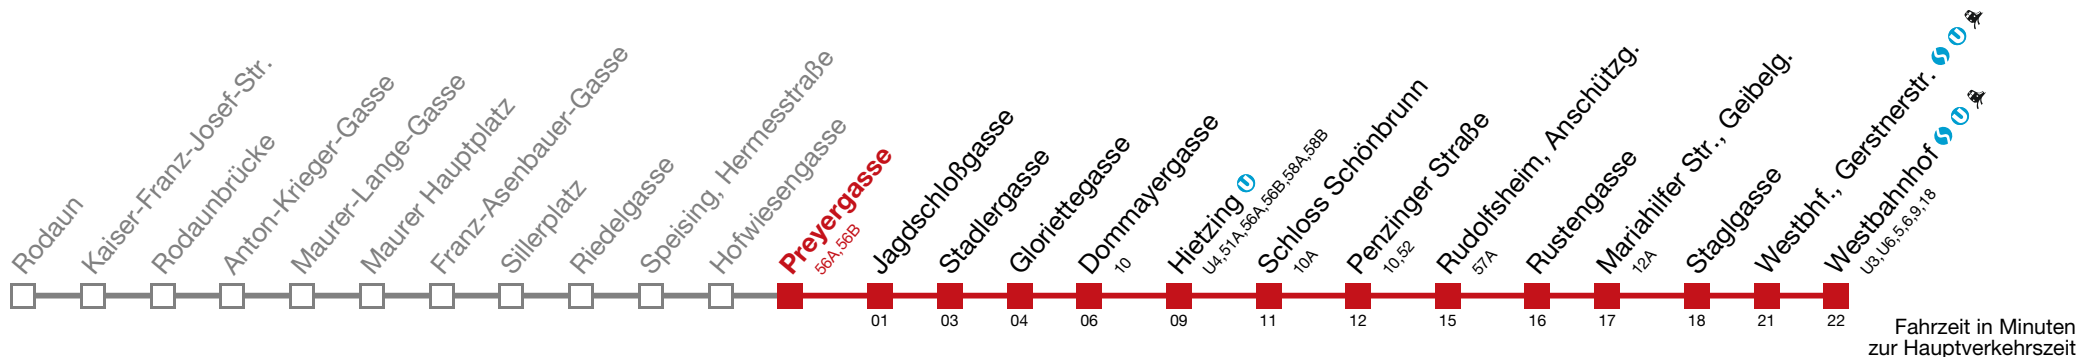 Rodaun
Kaiser-Franz-Josef-Str.
Rodaunbrücke
Anton-Krieger-Gasse
Maurer-Lange-Gasse
Maurer Hauptplatz
Franz-Asenbauer-Gasse
Sillerplatz
Riedelgasse
Speising, Hermesstraße
Hofwiesengasse
Preyergasse
56A,56B
Jagdschloßgasse
01
Stadlergasse
03
Gloriettegasse
04
Dommayergasse
10
06
Hietzing U
U4,51A,56A,56B,58A,58B
09
Schloss Schönbrunn
10A
11
Penzinger Straße
10,52
12
Rudolfsheim, Anschützg.
57A
15
Rustengasse
16
Mariahilfer Str., Geibelg.
12A
17
Staglgasse
18
Westbhf., Gerstnerstr. S U
21
Westbahnhof S U
U3,U6,5,6,9,18
22
Fahrzeit in Minuten
zur Hauptverkehrszeit